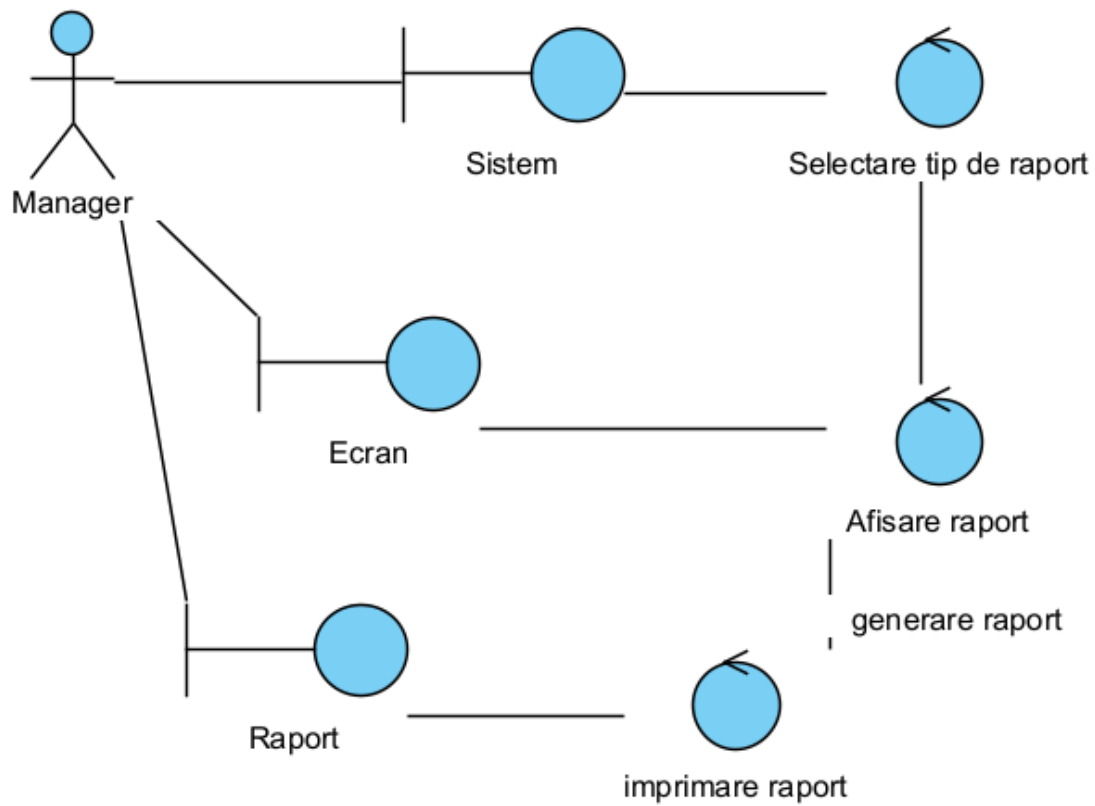 Sistem
Selectare tip de raport
Manager
Ecran
Afisare raport
generare raport
Raport
imprimare raport